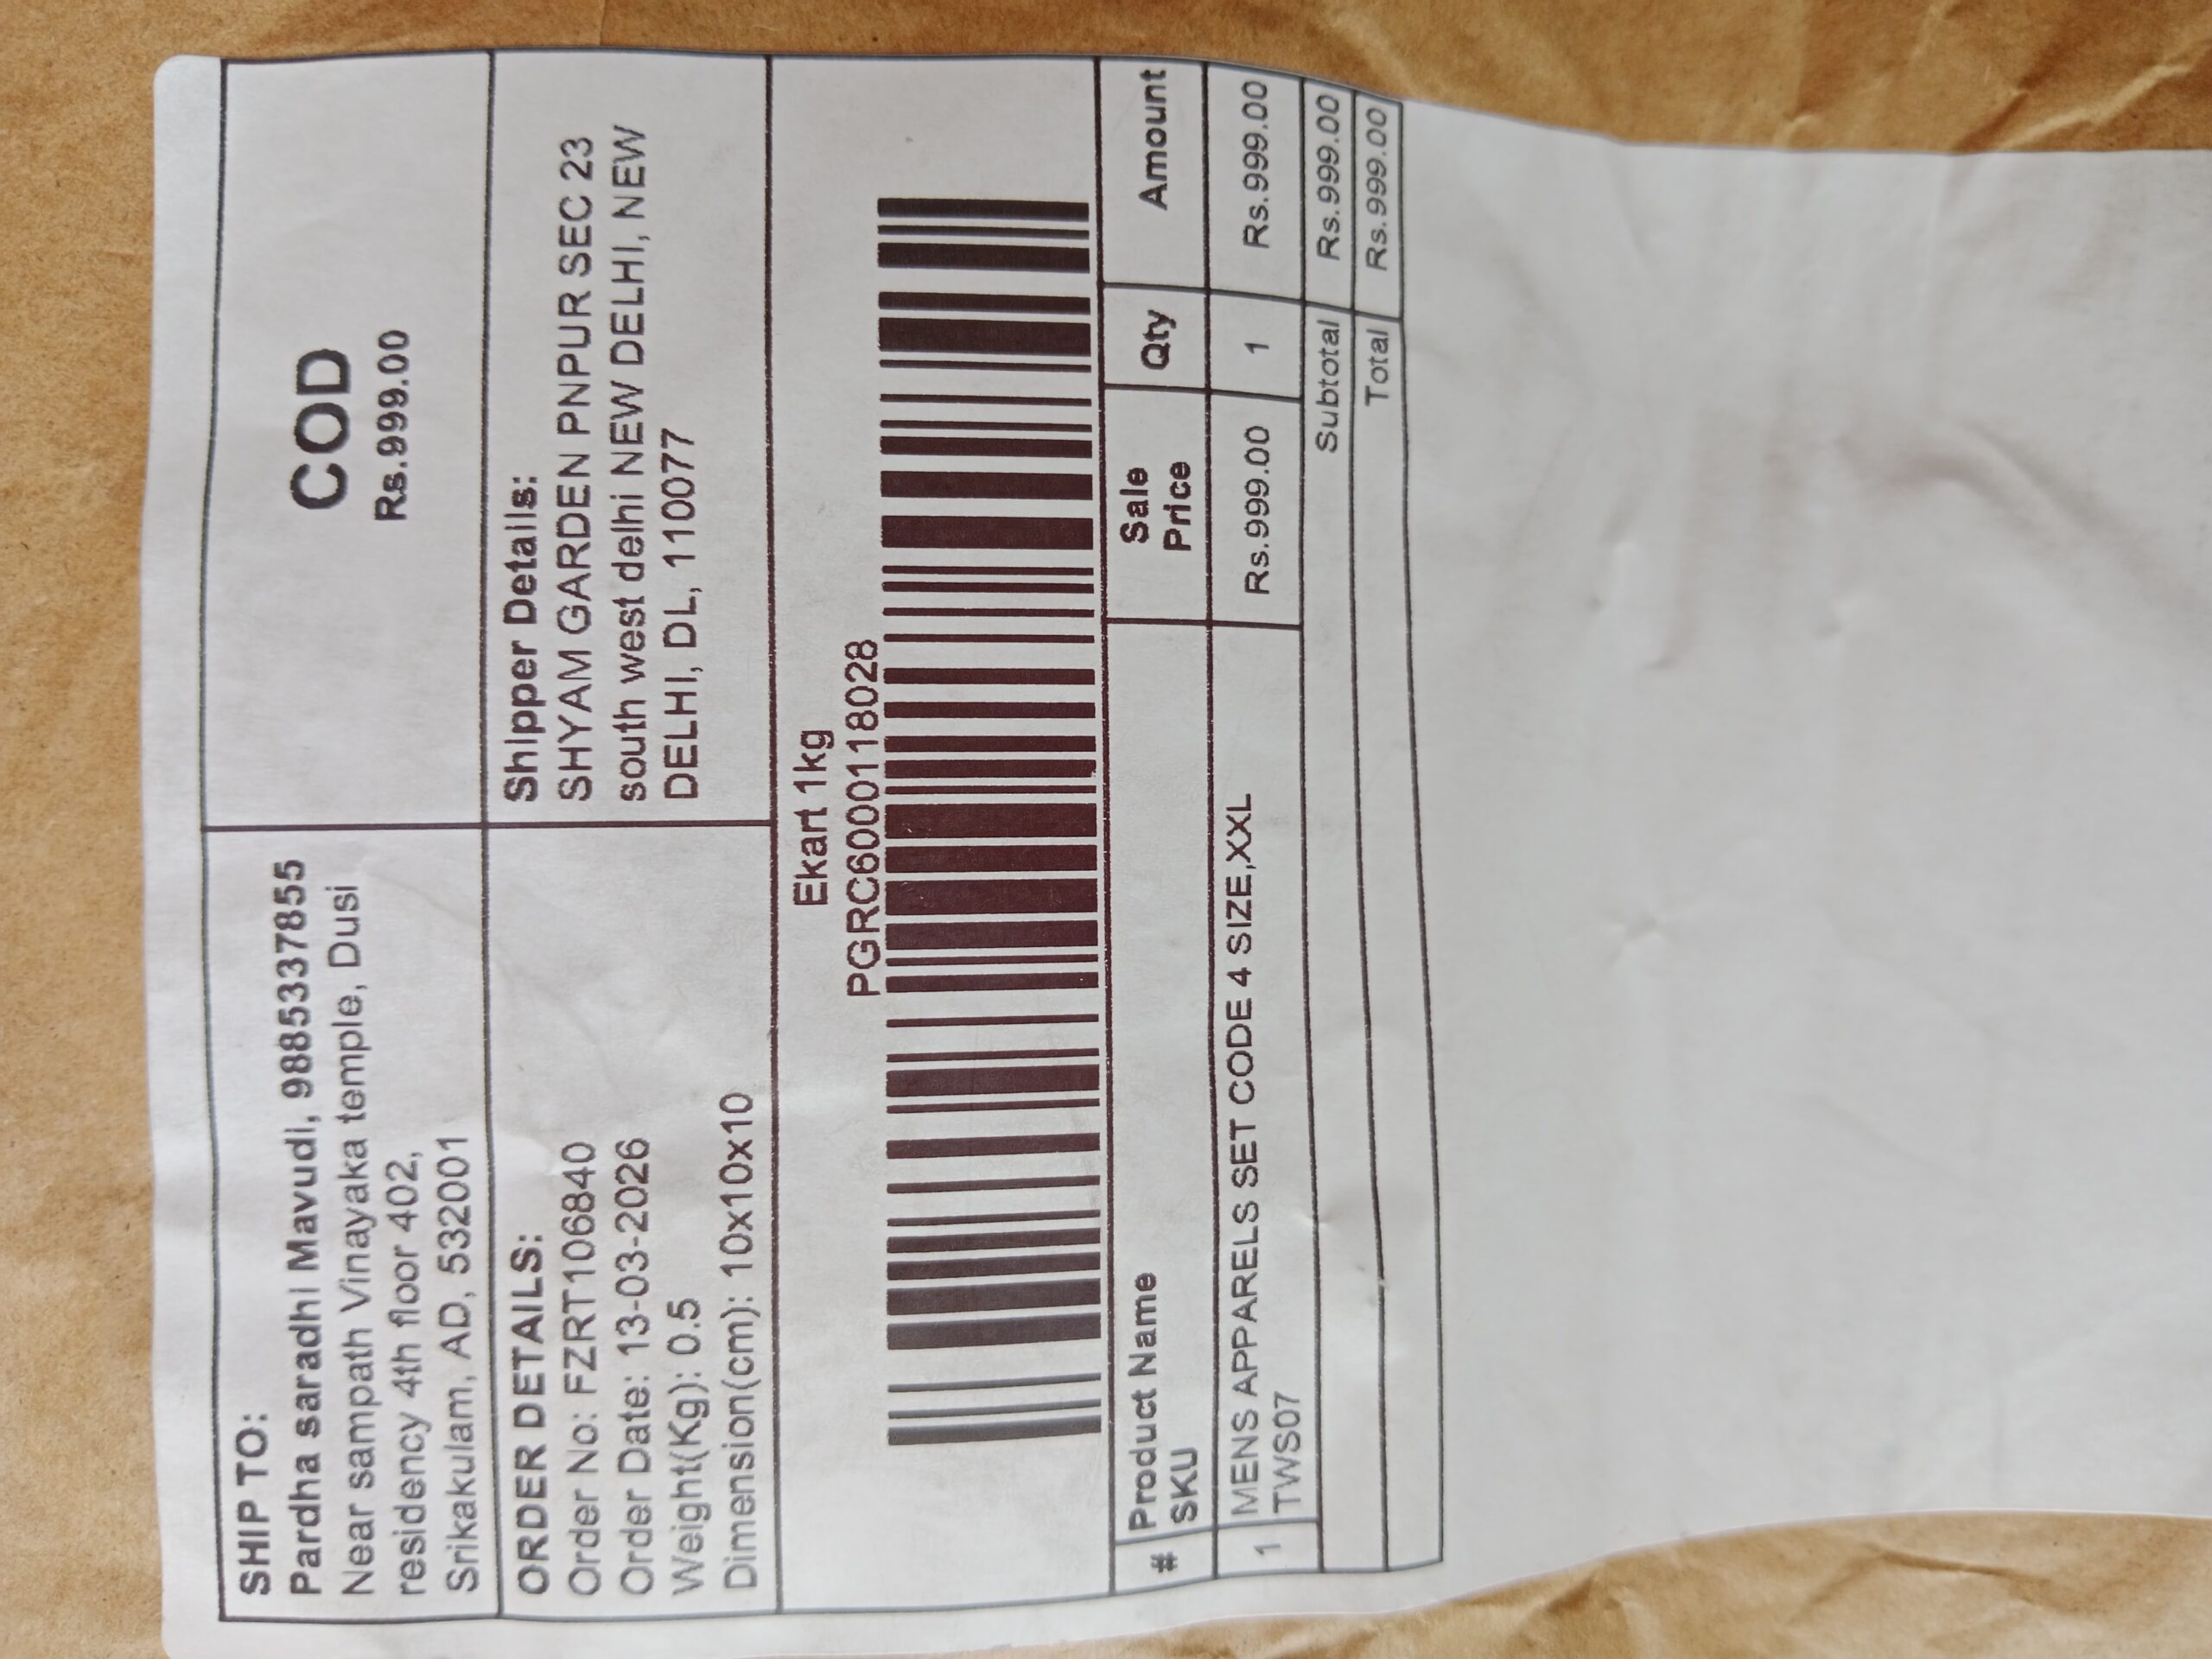 SHIP TO:
Pardha saradhi Mavudi, 9885337855
Near sampath Vinayaka temple, Dusi
residency 4th floor 402,
Srikakulam, AD, 532001
COD
Rs.999.00
ORDER DETAILS:
Order No: FZRT106840
Order Date: 13-03-2026
Weight(Kg): 0.5
Dimension(cm): 10x10x10
Shipper Details:
SHYAM GARDEN PNPUR SEC 23
south west delhi NEW DELHI, NEW
DELHI, DL, 110077
Ekart 1kg
PGRC6000118028
# Product Name SKU Sale Price Qty Amount
1 MENS APPARELS SET CODE 4 SIZE,XXL Rs.999.00 1 Rs.999.00
TWS07
Subtotal Rs.999.00
Total Rs.999.00